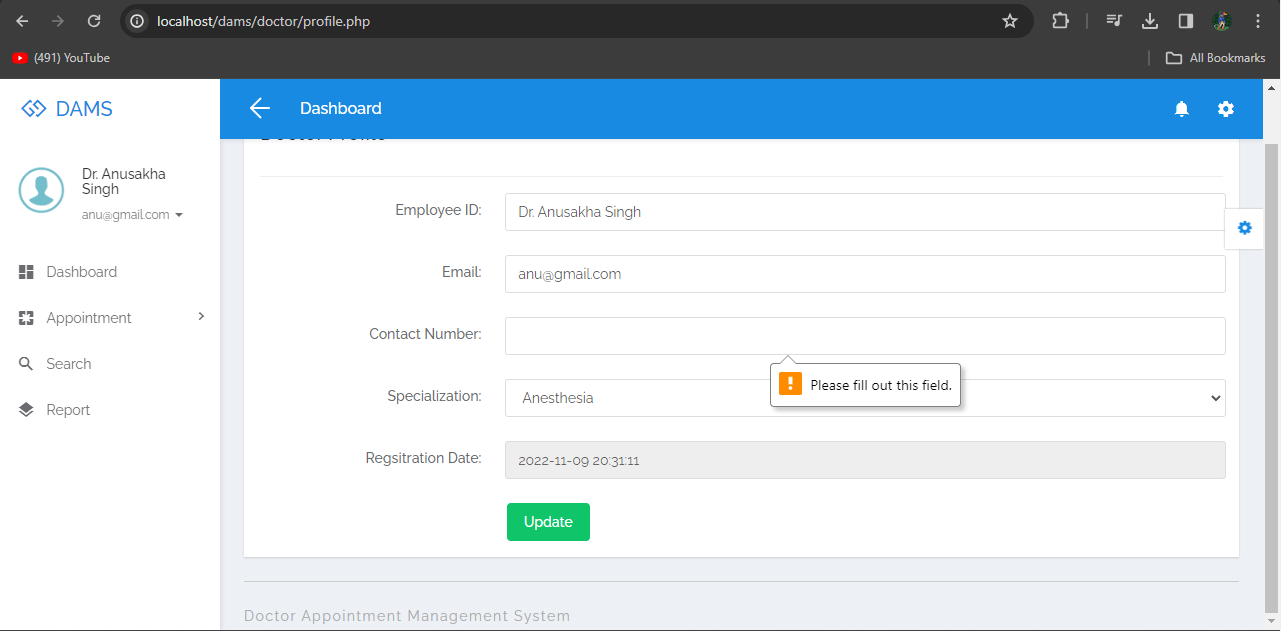 localhost/dams/doctor/profile.php
(491) YouTube
All Bookmarks
DAMS
Dashboard
Doctor Profile
Dr. Anusakha
Singh
anu@gmail.com
Dashboard
Appointment
Search
Report
Employee ID:
Dr. Anusakha Singh
Email:
anu@gmail.com
Contact Number:
Please fill out this field.
Specialization:
Anesthesia
Regsitration Date:
2022-11-09 20:31:11
Update
Doctor Appointment Management System